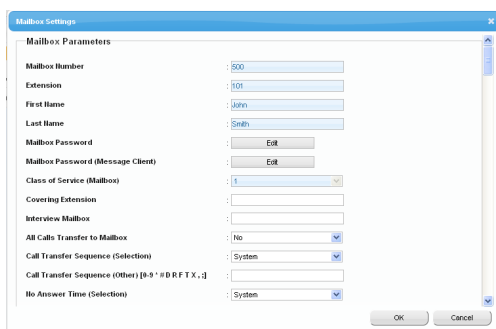 Mailbox Settings
Mailbox Parameters
Mailbox Number : 500
Extension : 101
First Name : John
Last Name : Smith
Mailbox Password : Edit
Mailbox Password (Message Client) : Edit
Class of Service (Mailbox) : 1
Covering Extension :
Interview Mailbox :
All Calls Transfer to Mailbox : No
Call Transfer Sequence (Selection) : System
Call Transfer Sequence (Other) [0-9 * # D R F T X , ;] :
No Answer Time (Selection) : System
OK Cancel